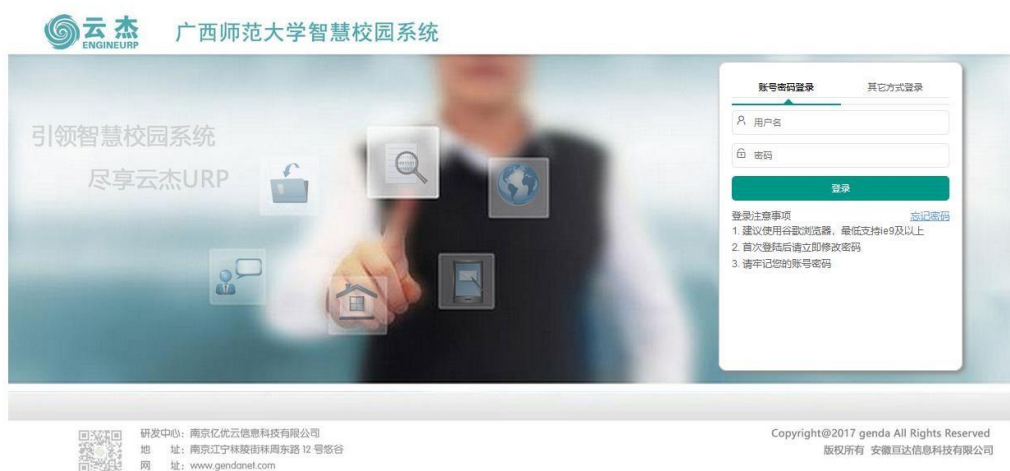 云杰
ENGINEURP
广西师范大学智慧校园系统
引领智慧校园系统
尽享云杰URP
账号密码登录 其它方式登录
用户名
密码
登录
登录注意事项 忘记密码
1. 建议使用谷歌浏览器，最低支持ie9及以上
2. 首次登陆后请立即修改密码
3. 请牢记您的账号密码
研发中心：南京亿优云信息科技有限公司
地 址：南京江宁秣陵街秣周东路 12 号悠谷
网 址：www.gendanet.com
Copyright@2017 genda All Rights Reserved
版权所有 安徽亘达信息科技有限公司